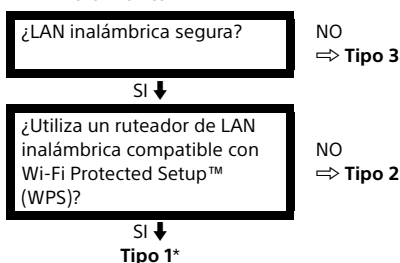 ¿LAN inalámbrica segura?
NO
⇨ Tipo 3
SI ⬇
¿Utiliza un ruteador de LAN
inalámbrica compatible con
Wi-Fi Protected Setup™
(WPS)?
NO
⇨ Tipo 2
SI ⬇
Tipo 1*